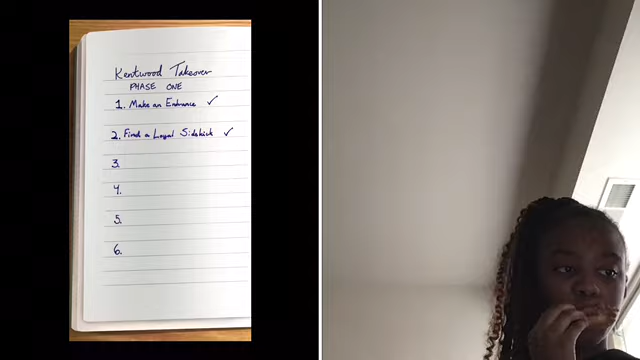 Kentwood Takeover
PHASE ONE
1. Make an Entrance ✓
2. Find a Loyal Sidekick ✓
3.
4.
5.
6.